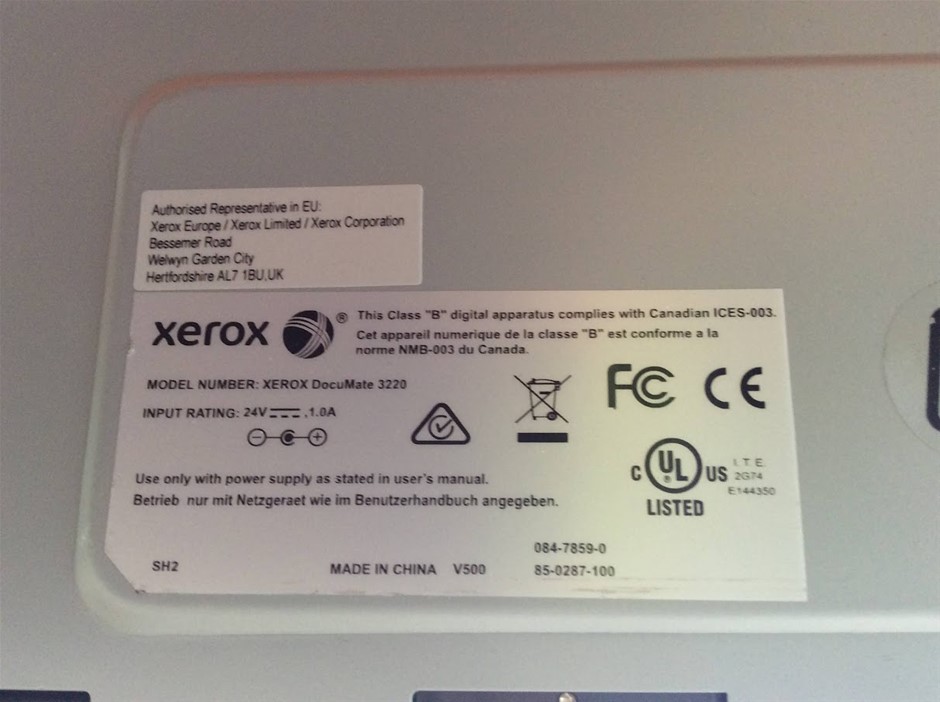 Authorised Representative in EU:
Xerox Europe / Xerox Limited / Xerox Corporation
Bessemer Road
Welwyn Garden City
Hertfordshire AL7 1BU,UK
xerox ®
This Class "B" digital apparatus complies with Canadian ICES-003.
Cet appareil numerique de la classe "B" est conforme a la
norme NMB-003 du Canada.
MODEL NUMBER: XEROX DocuMate 3220
INPUT RATING: 24V ,1.0A
FC CE
C UL ® US
LISTED
I.T.E.
2G74
E144350
Use only with power supply as stated in user's manual.
Betrieb nur mit Netzgeraet wie im Benutzerhandbuch angegeben.
084-7859-0
SH2 MADE IN CHINA V500 85-0287-100